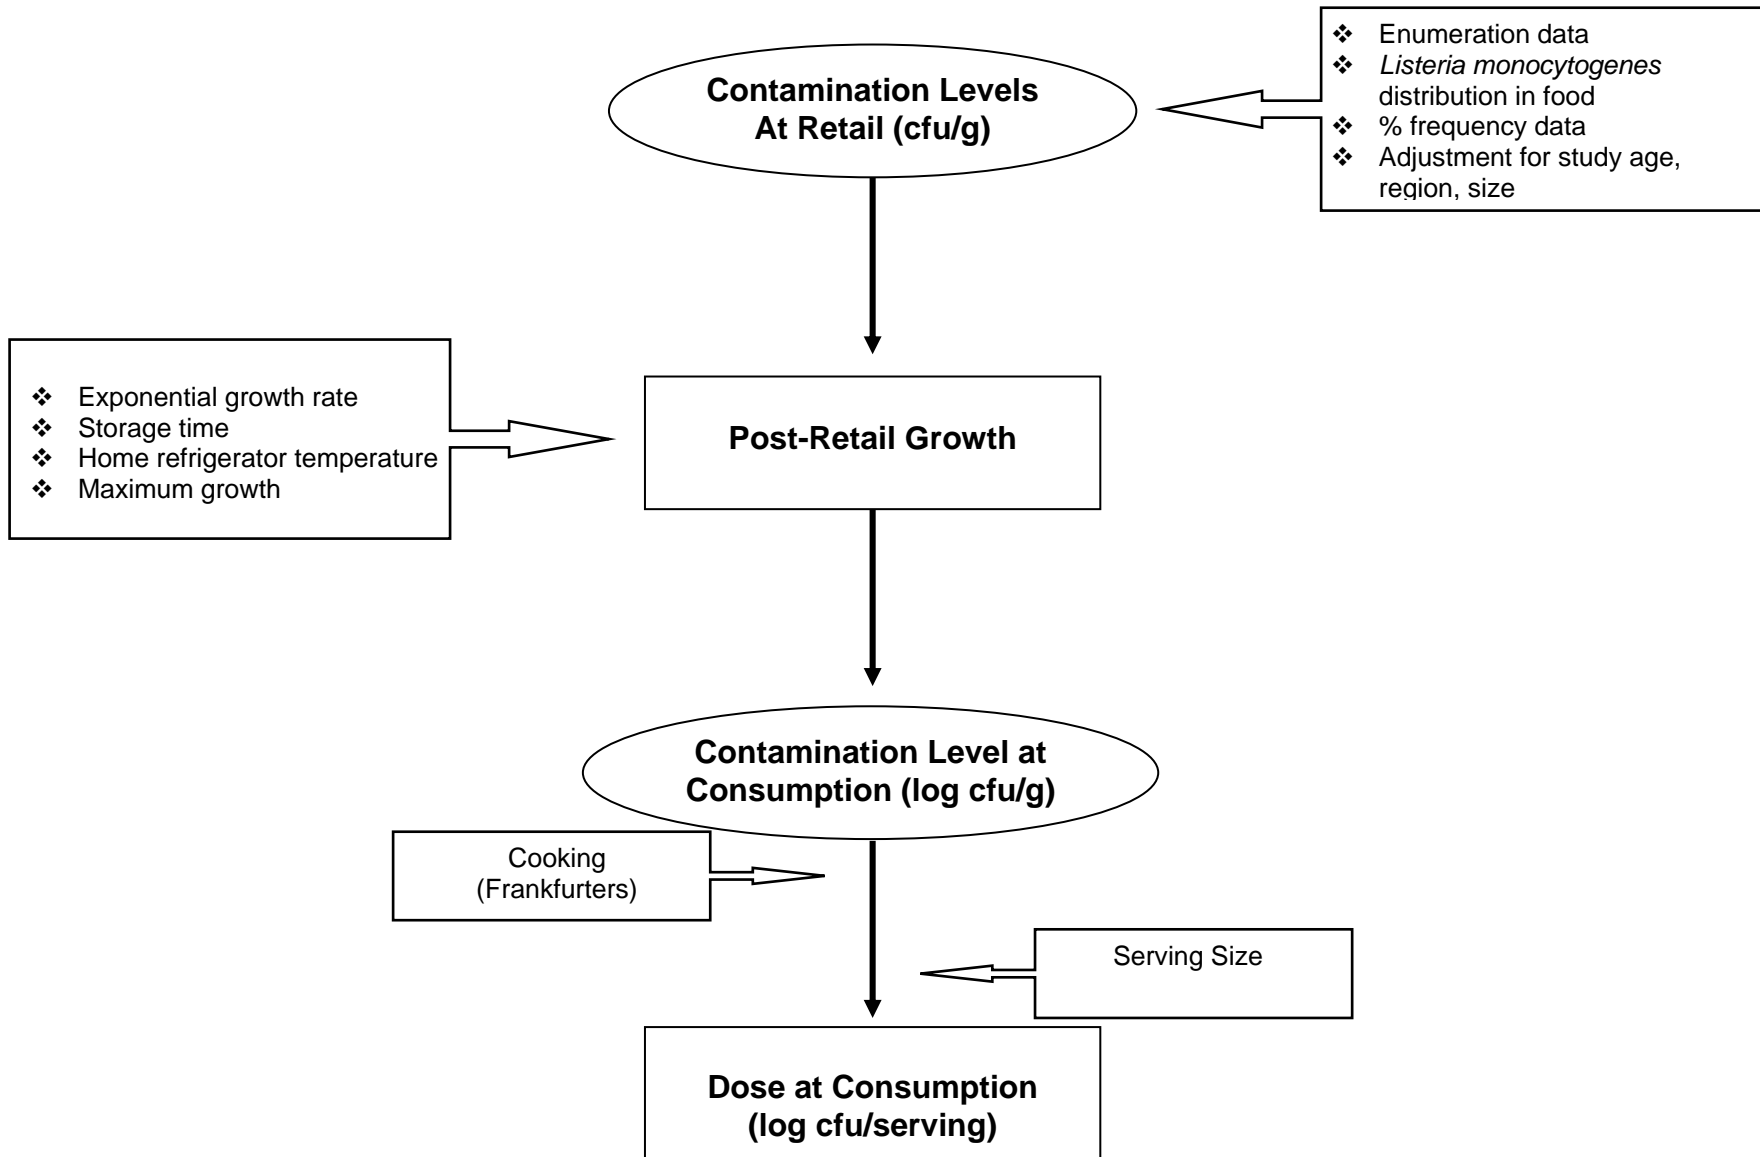 Contamination Levels
At Retail (cfu/g)
❖ Enumeration data
❖ Listeria monocytogenes
distribution in food
❖ % frequency data
❖ Adjustment for study age,
region, size
❖ Exponential growth rate
❖ Storage time
❖ Home refrigerator temperature
❖ Maximum growth
Post-Retail Growth
Contamination Level at
Consumption (log cfu/g)
Cooking
(Frankfurters)
Serving Size
Dose at Consumption
(log cfu/serving)